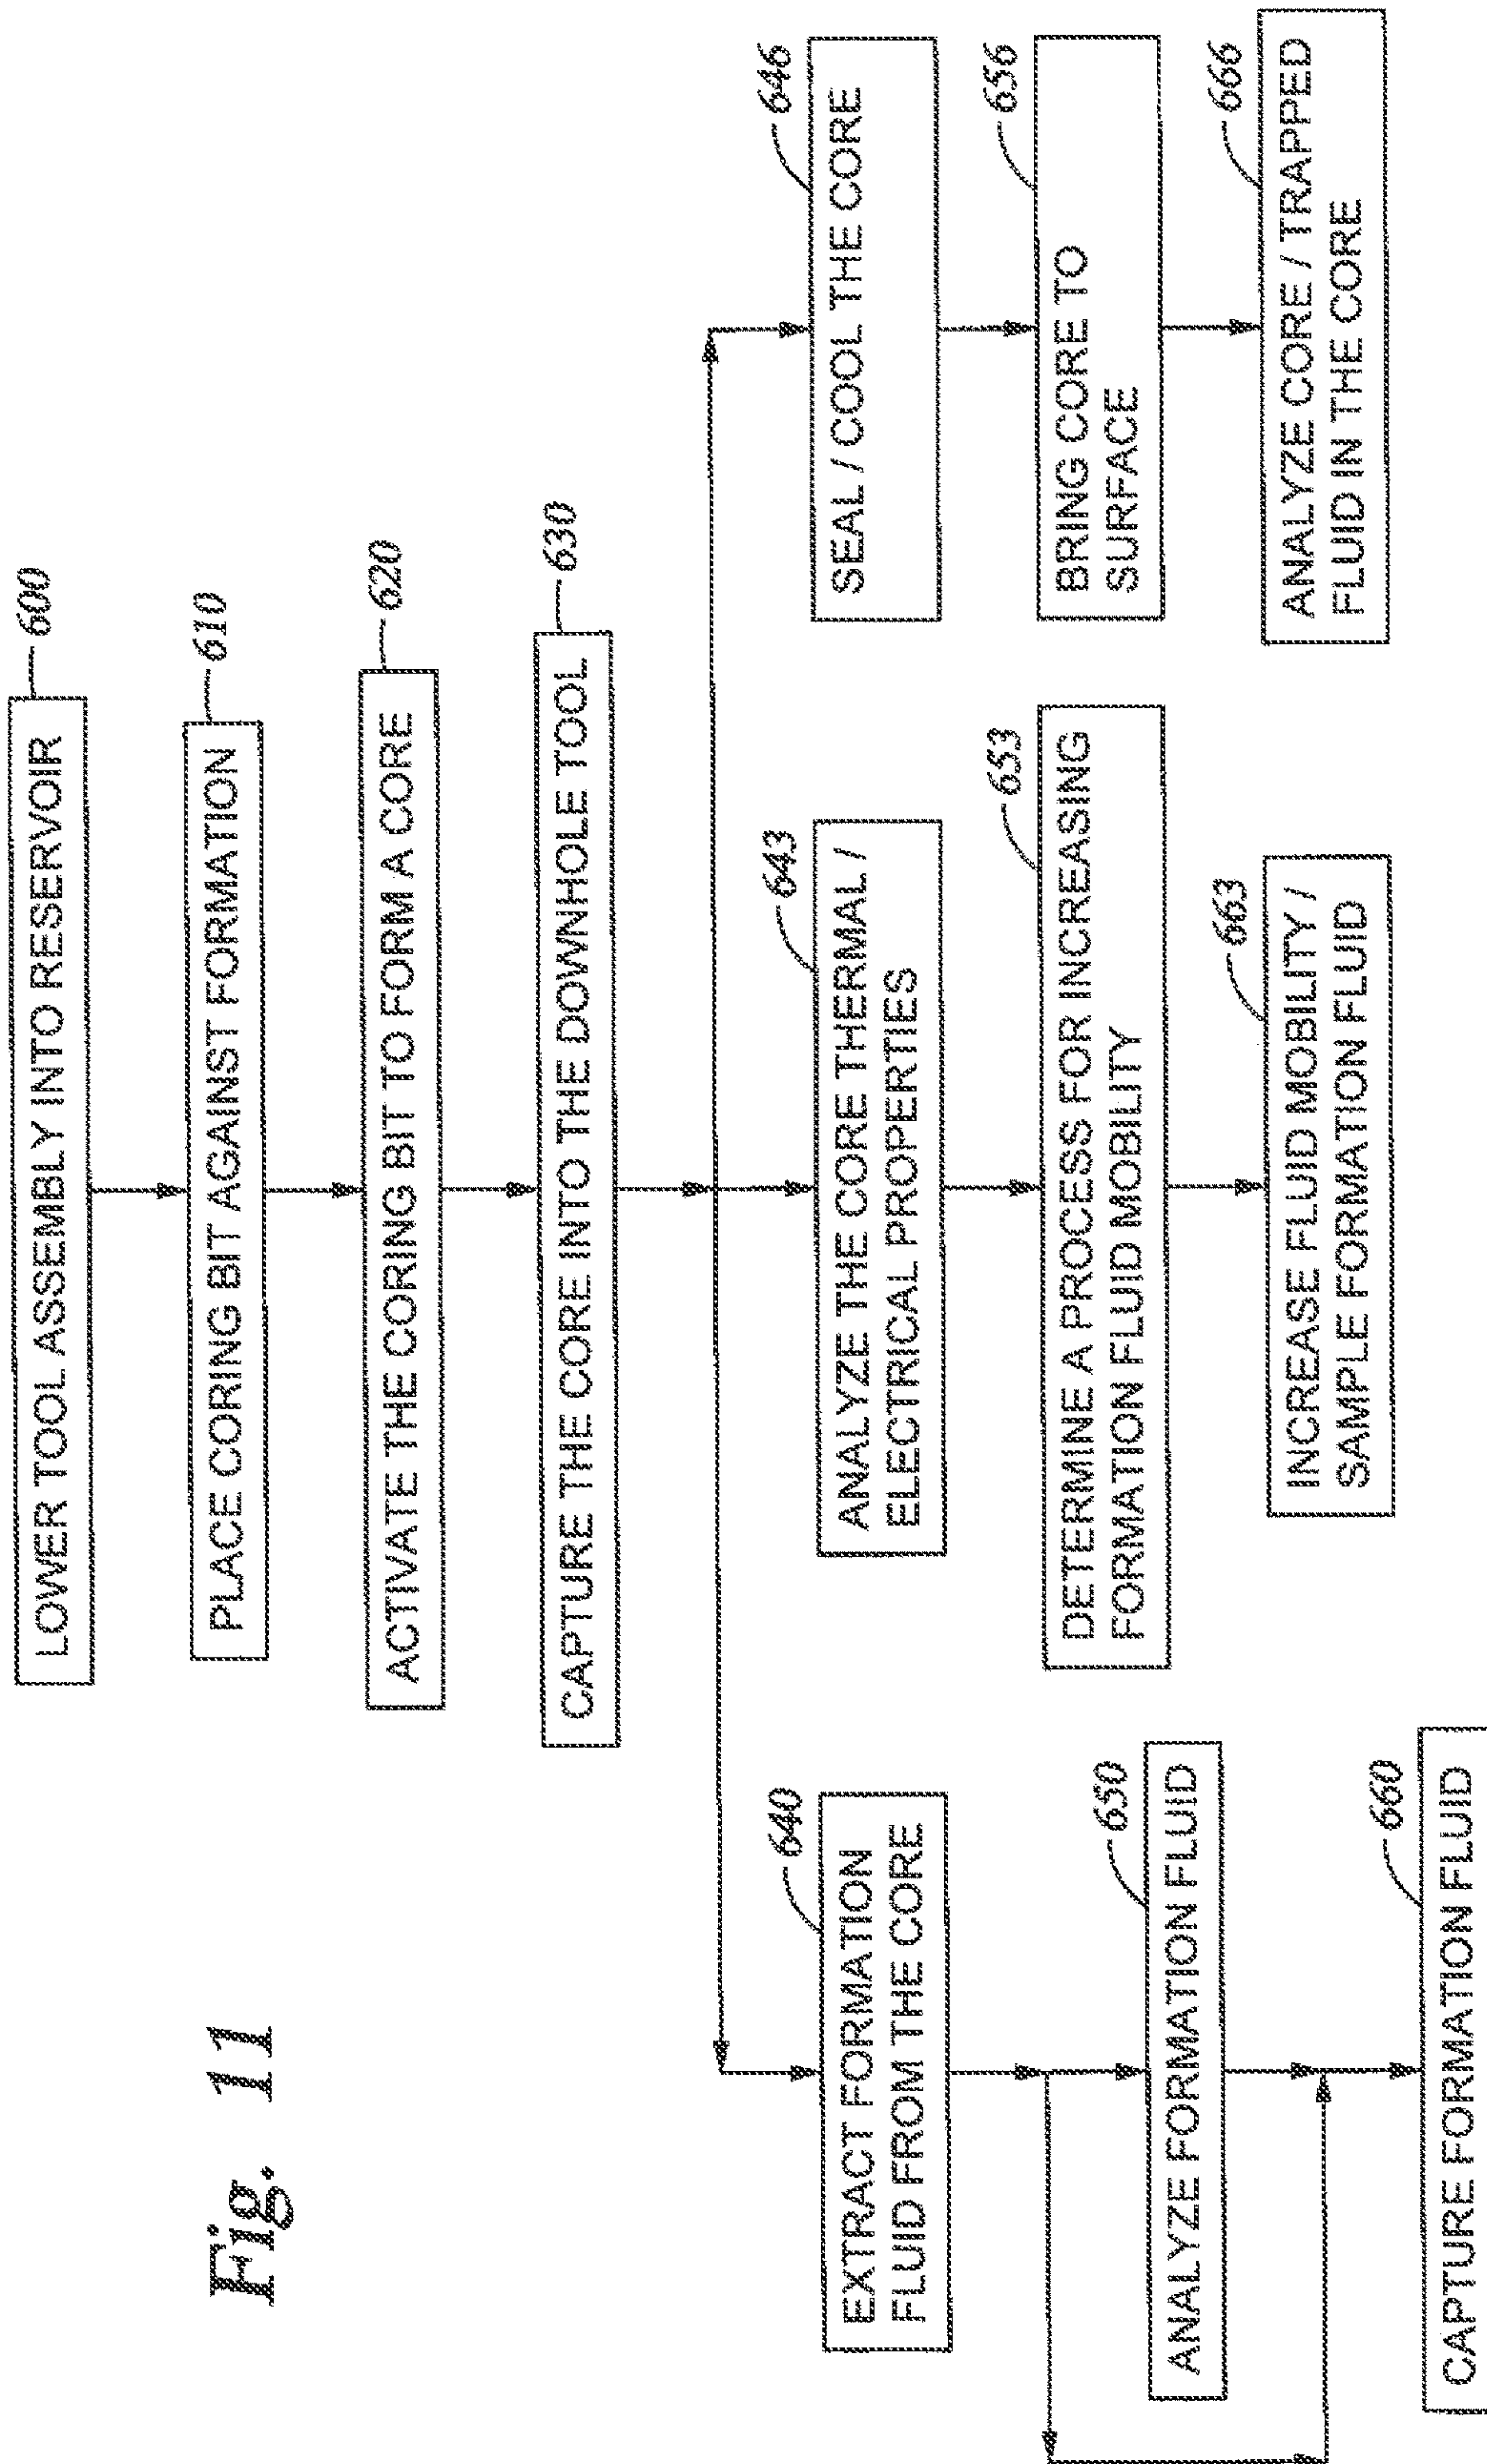 Fig. 11
LOWER TOOL ASSEMBLY INTO RESERVOIR
600
PLACE CORING BIT AGAINST FORMATION
610
ACTIVATE THE CORING BIT TO FORM A CORE
620
CAPTURE THE CORE INTO THE DOWNHOLE TOOL
630
EXTRACT FORMATION
FLUID FROM THE CORE
640
ANALYZE FORMATION FLUID
650
CAPTURE FORMATION FLUID
660
ANALYZE THE CORE THERMAL /
ELECTRICAL PROPERTIES
643
DETERMINE A PROCESS FOR INCREASING
FORMATION FLUID MOBILITY
653
INCREASE FLUID MOBILITY /
SAMPLE FORMATION FLUID
663
SEAL / COOL THE CORE
646
BRING CORE TO
SURFACE
656
ANALYZE CORE / TRAPPED
FLUID IN THE CORE
666